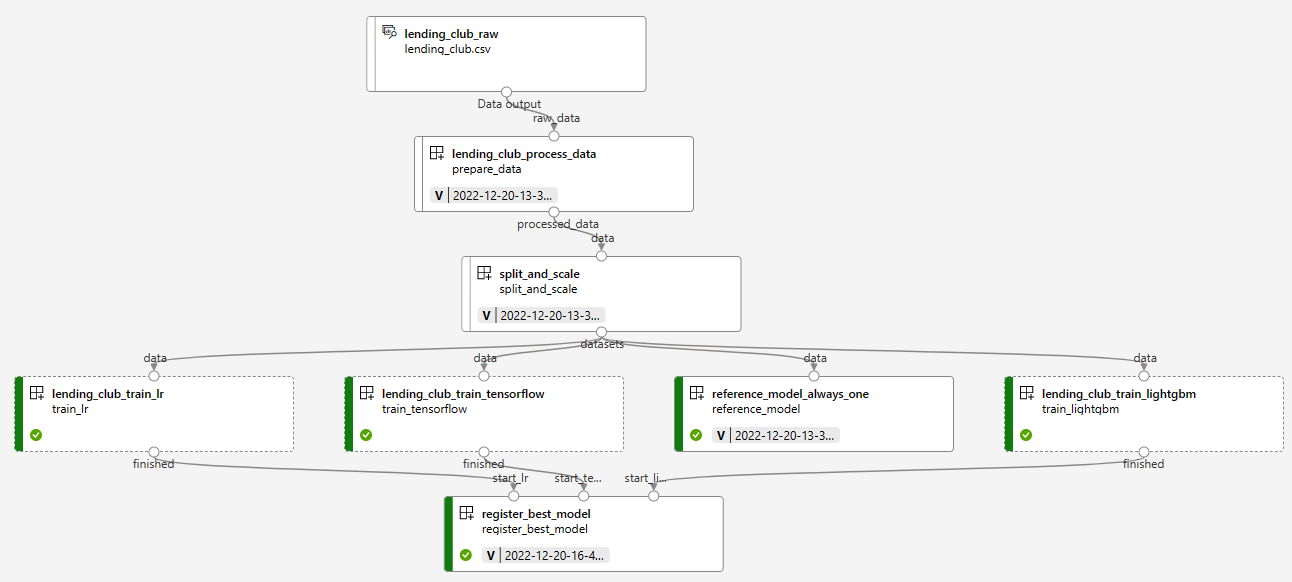 lending_club_raw
lending_club.csv
Data output
raw_data
lending_club_process_data
prepare_data
V 2022-12-20-13-3...
processed_data
data
split_and_scale
split_and_scale
V 2022-12-20-13-3...
datasets
data data data data
lending_club_train_lr
train_lr
lending_club_train_tensorflow
train_tensorflow
reference_model_always_one
reference_model
V 2022-12-20-13-3...
lending_club_train_lightgbm
train_lightgbm
finished finished finished
start_lr start_te... start_li...
register_best_model
register_best_model
V 2022-12-20-16-4...